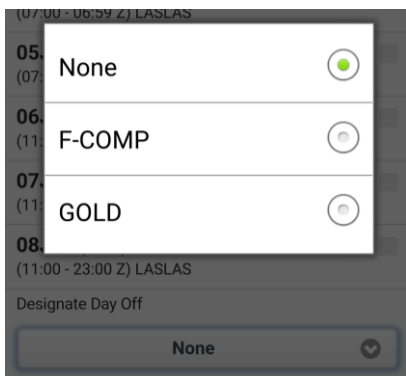 (07:00 - 06:59 Z) LASLAS
05.
(07:
None
06.
(11:
F-COMP
07.
(11:
GOLD
08.
(11:00 - 23:00 Z) LASLAS
Designate Day Off
None